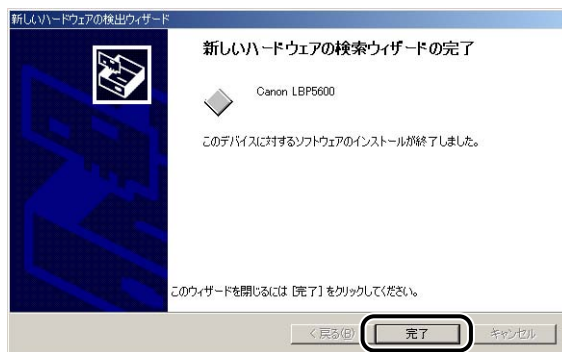 新しいハードウェアの検出ウィザード
新しいハードウェアの検索ウィザードの完了
Canon LBP5600
このデバイスに対するソフトウェアのインストールが終了しました。
このウィザードを閉じるには [完了] をクリックしてください。
< 戻る(B)
完了
キャンセル